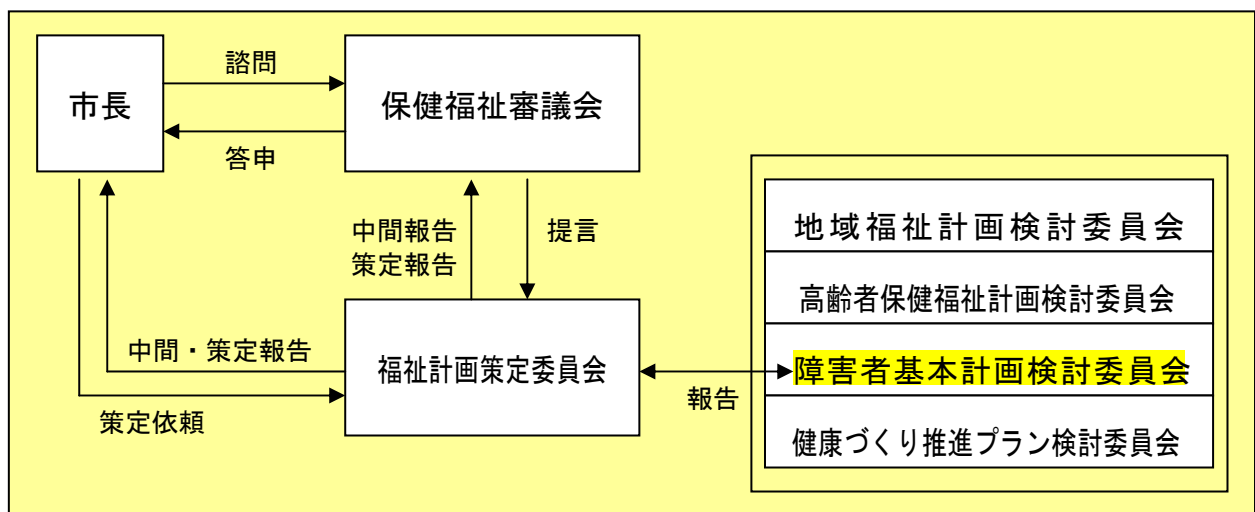 市長
諮問
答申
保健福祉審議会
中間報告
策定報告
提言
中間・策定報告
策定依頼
福祉計画策定委員会
報告
地域福祉計画検討委員会
高齢者保健福祉計画検討委員会
障害者基本計画検討委員会
健康づくり推進プラン検討委員会